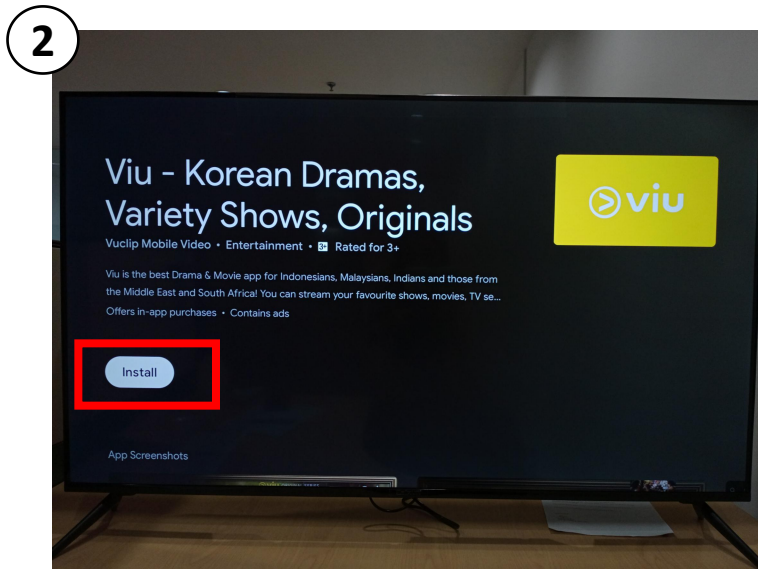 2
Viu - Korean Dramas,
Variety Shows, Originals
viu
Vuclip Mobile Video • Entertainment • 3+ Rated for 3+
Viu is the best Drama & Movie app for Indonesians, Malaysians, Indians and those from
the Middle East and South Africa! You can stream your favourite shows, movies, TV se...
Offers in-app purchases • Contains ads
Install
App Screenshots